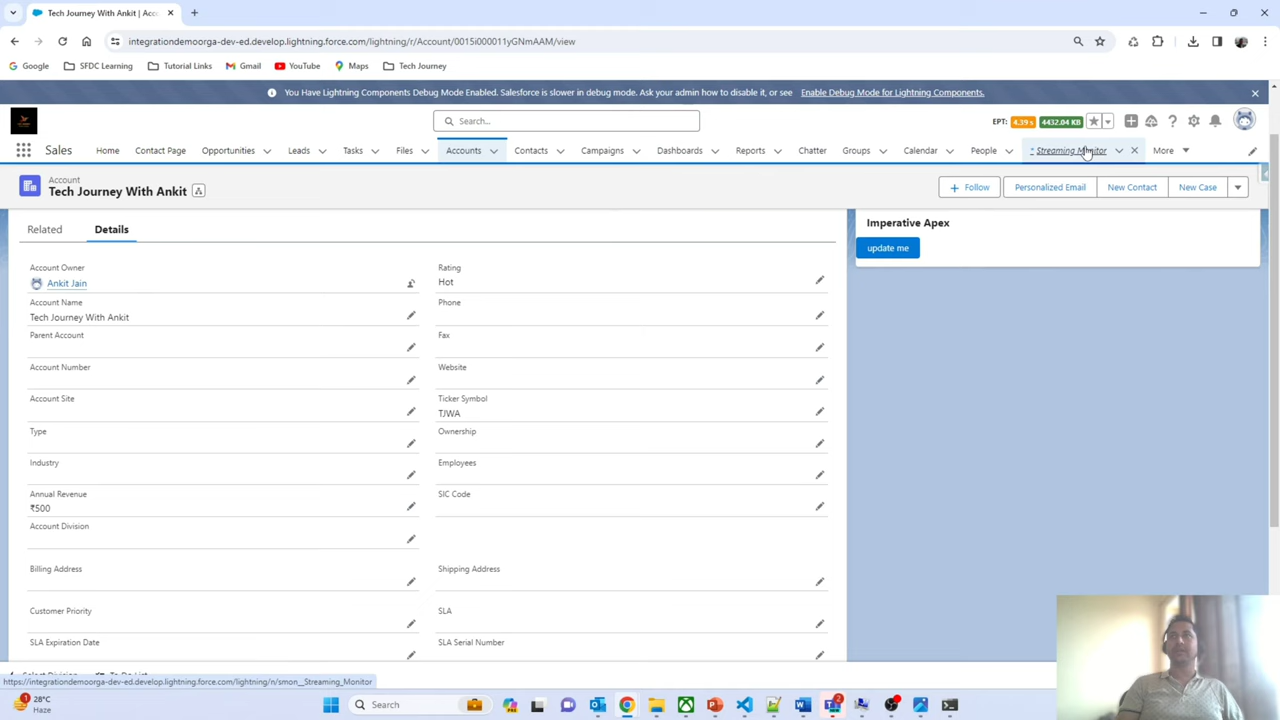 Tech Journey With Ankit | Acc
integrationdemoorga-dev-ed.develop.lightning.force.com/lightning/r/Account/0015i000011yGNmAAM/view
Google SFDC Learning Tutorial Links Gmail YouTube Maps Tech Journey
You Have Lightning Components Debug Mode Enabled. Salesforce is slower in debug mode. Ask your admin how to disable it, or see Enable Debug Mode for Lightning Components.
Search...
EPT: 4.39 s 4432.04 KB
Sales Home Contact Page Opportunities Leads Tasks Files Accounts Contacts Campaigns Dashboards Reports Chatter Groups Calendar People * Streaming Monitor More
Account
Tech Journey With Ankit
Follow Personalized Email New Contact New Case
Related Details
Imperative Apex
update me
Account Owner
Ankit Jain
Rating
Hot
Account Name
Tech Journey With Ankit
Phone
Parent Account
Fax
Account Number
Website
Account Site
Ticker Symbol
TJWA
Type
Ownership
Industry
Employees
Annual Revenue
₹500
SIC Code
Account Division
Billing Address
Shipping Address
Customer Priority
SLA
SLA Expiration Date
SLA Serial Number
https://integrationdemoorga-dev-ed.develop.lightning.force.com/lightning/n/smon__Streaming_Monitor
28°C
Haze
Search